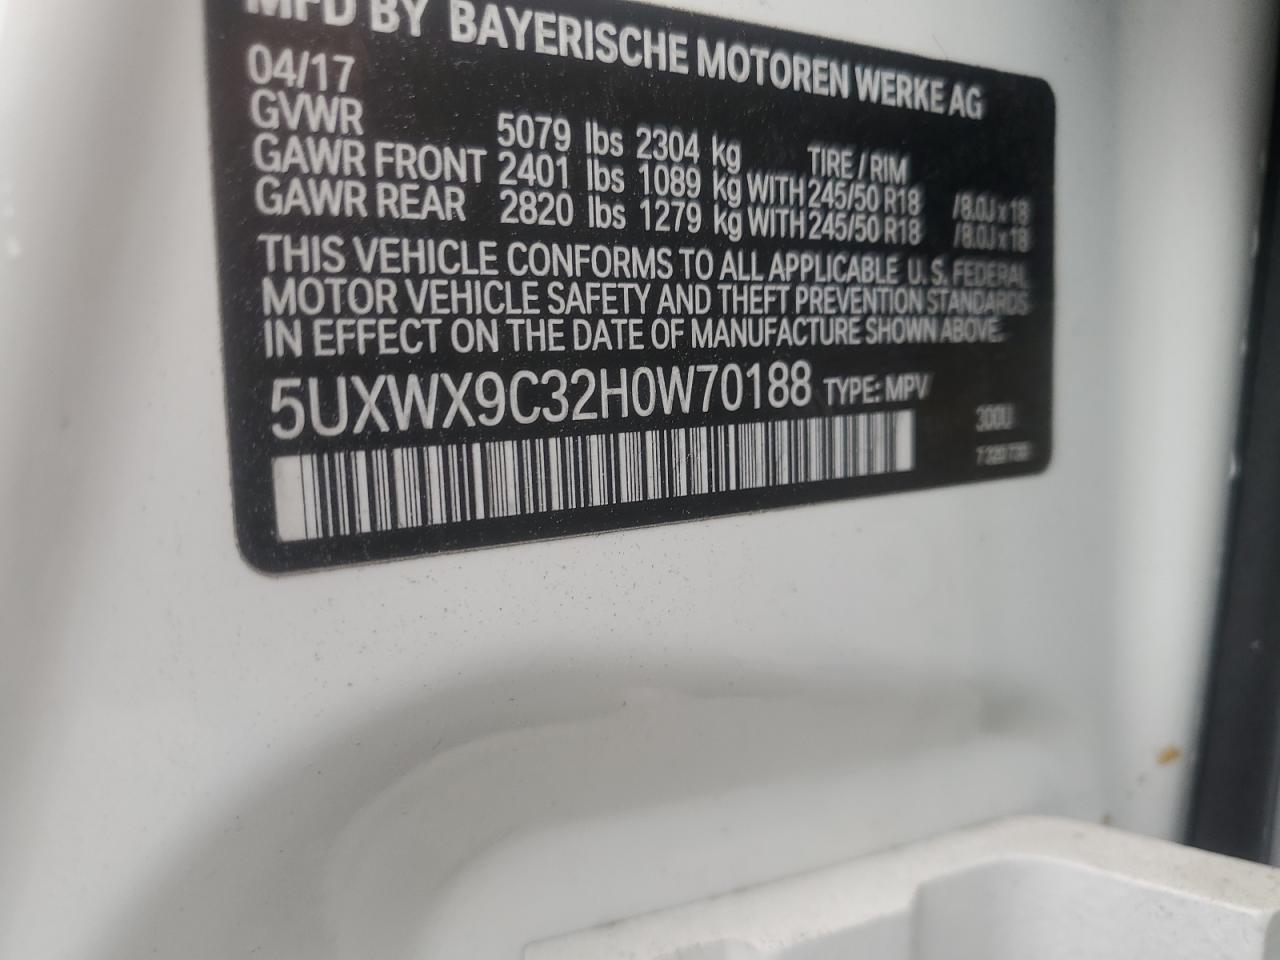 MFD BY BAYERISCHE MOTOREN WERKE AG
04/17
GVWR 5079 lbs 2304 kg TIRE / RIM
GAWR FRONT 2401 lbs 1089 kg WITH 245/50 R18 /8.0J x 18
GAWR REAR 2820 lbs 1279 kg WITH 245/50 R18 /8.0J x 18
THIS VEHICLE CONFORMS TO ALL APPLICABLE U.S. FEDERAL
MOTOR VEHICLE SAFETY AND THEFT PREVENTION STANDARDS
IN EFFECT ON THE DATE OF MANUFACTURE SHOWN ABOVE.
5UXWX9C32H0W70188 TYPE: MPV
300U